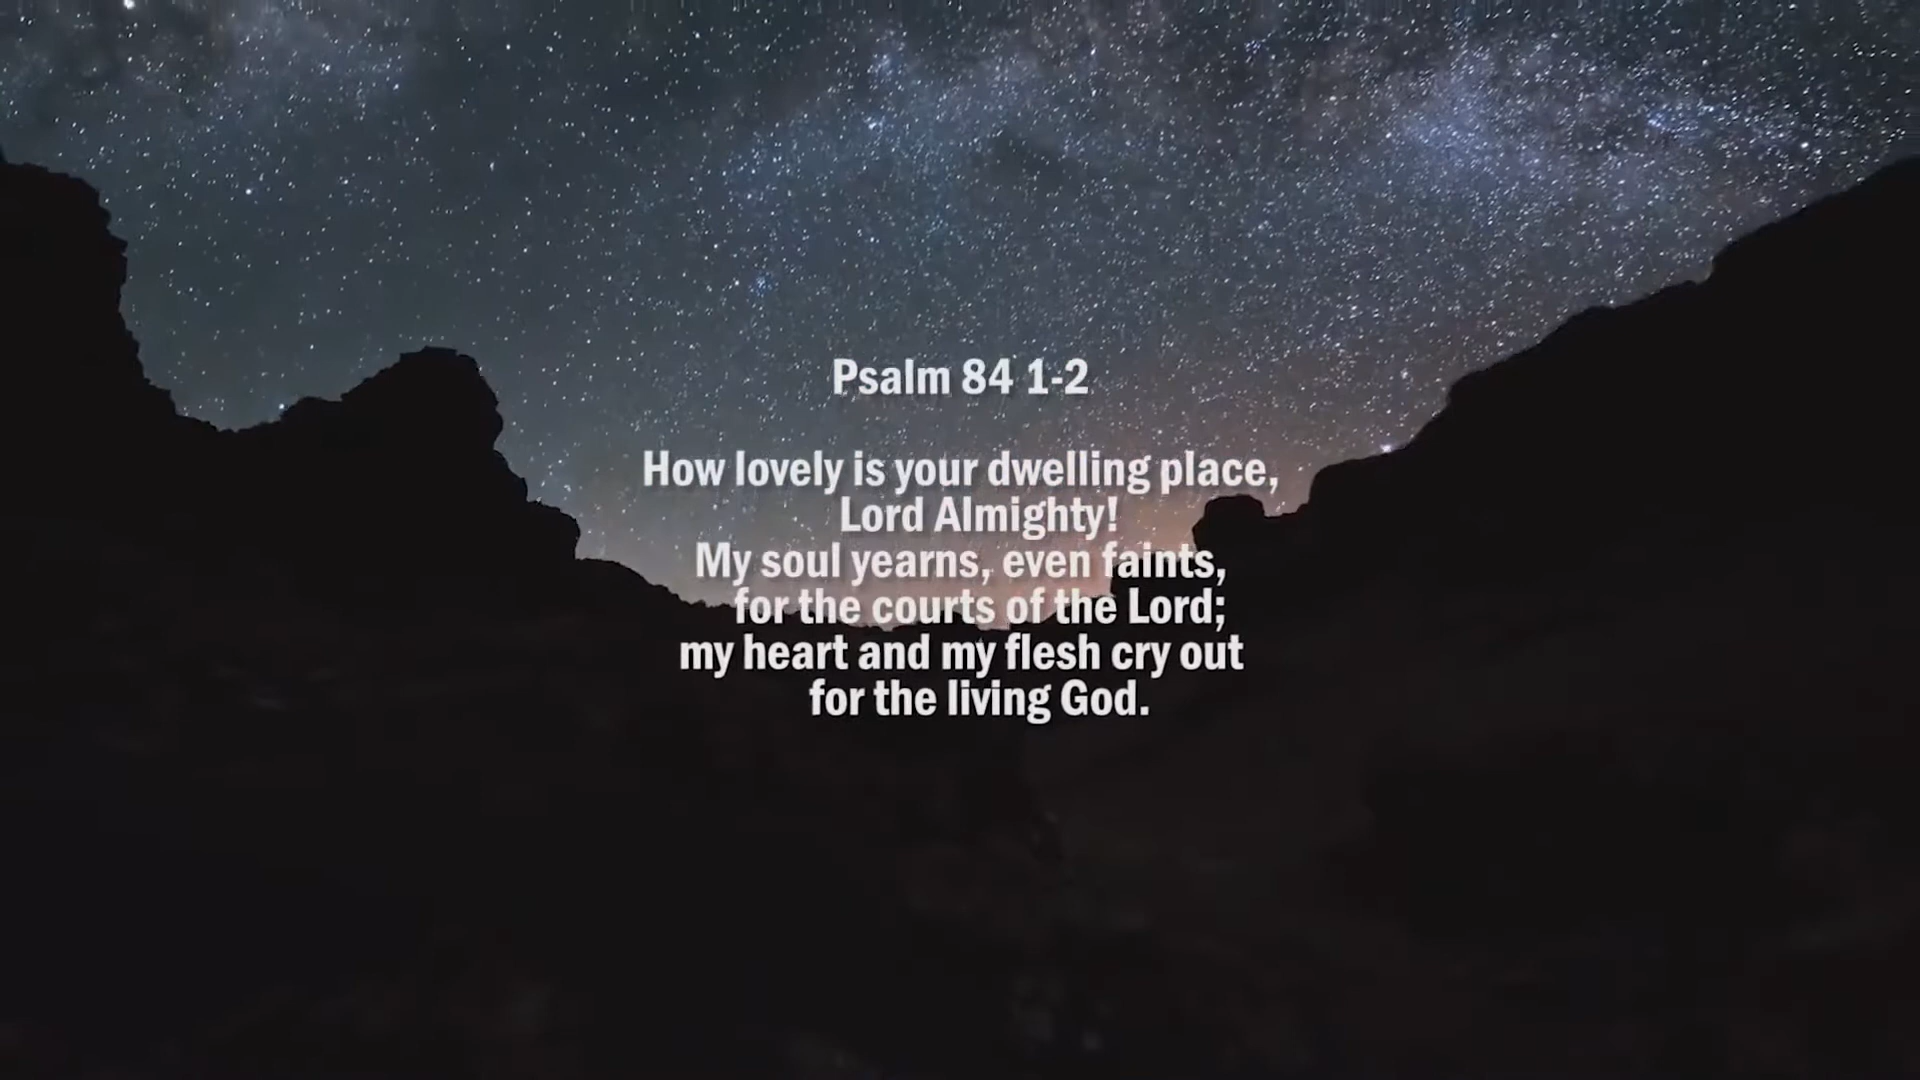 Psalm 84 1-2
How lovely is your dwelling place,
Lord Almighty!
My soul yearns, even faints,
for the courts of the Lord;
my heart and my flesh cry out
for the living God.